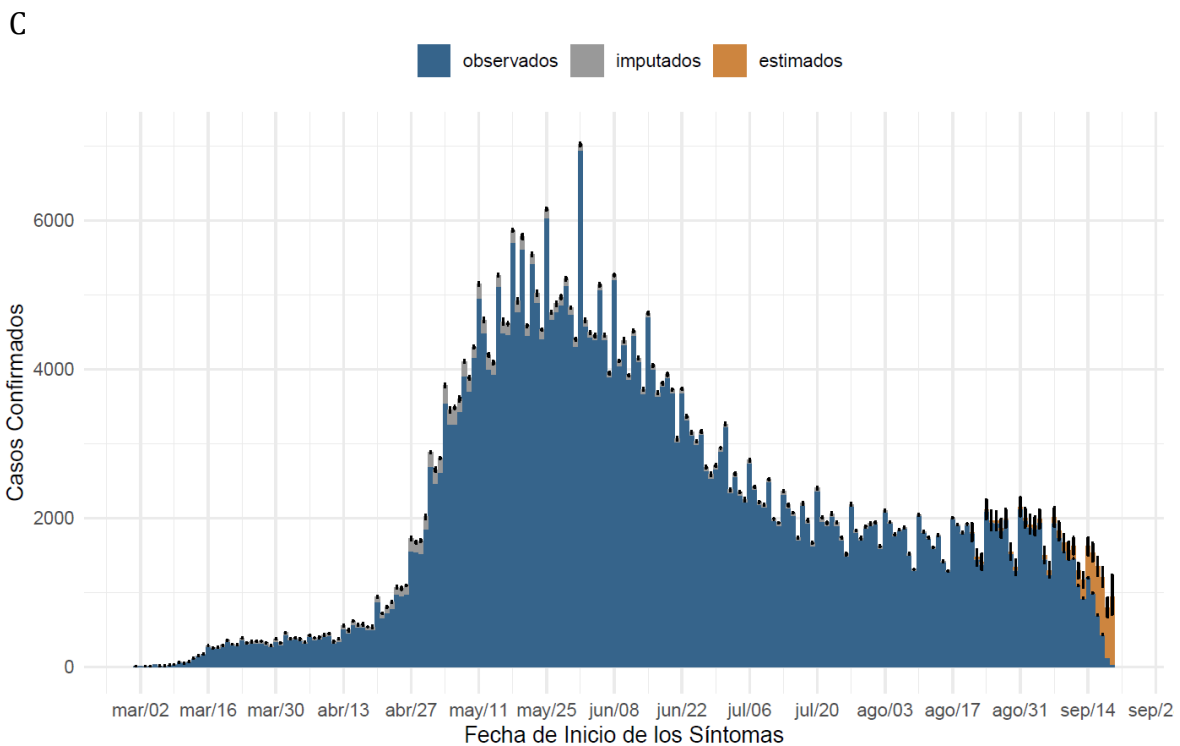 C
observados imputados estimados
Casos Confirmados
6000
4000
2000
0
mar/02 mar/16 mar/30 abr/13 abr/27 may/11 may/25 jun/08 jun/22 jul/06 jul/20 ago/03 ago/17 ago/31 sep/14 sep/2
Fecha de Inicio de los Síntomas